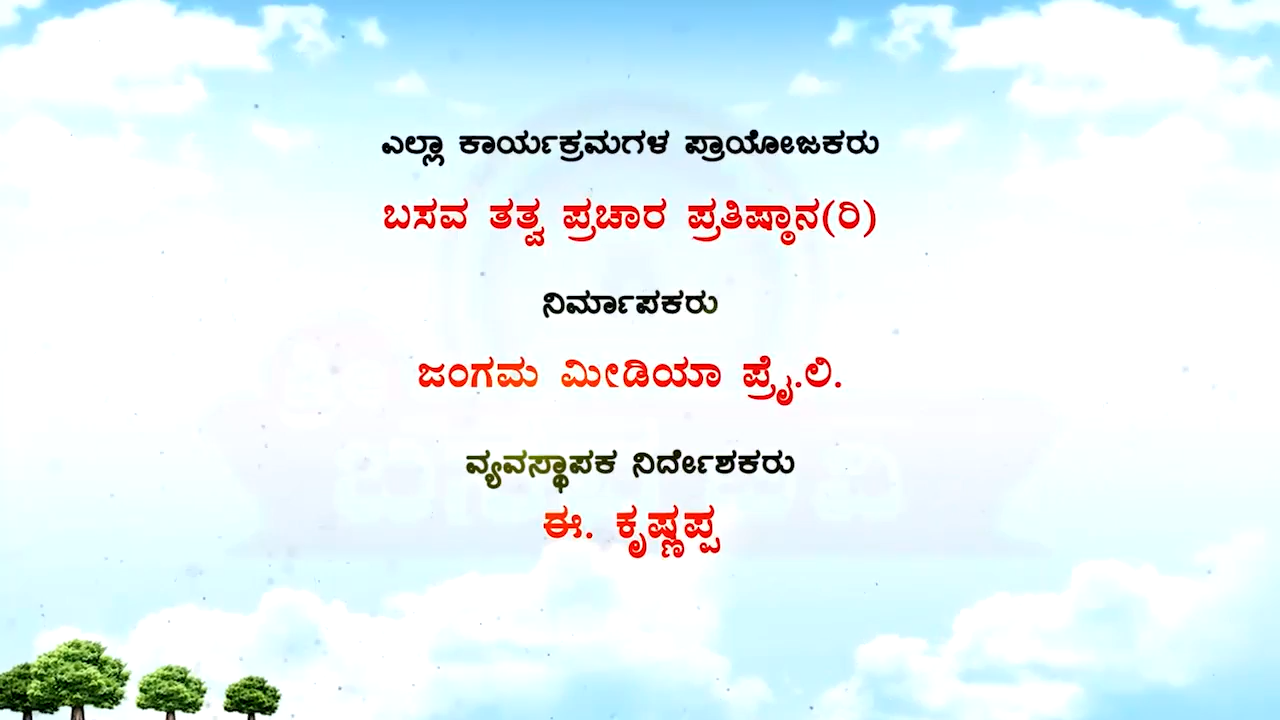 ಎಲ್ಲಾ ಕಾರ್ಯಕ್ರಮಗಳ ಪ್ರಾಯೋಜಕರು
ಬಸವ ತತ್ವ ಪ್ರಚಾರ ಪ್ರತಿಷ್ಠಾನ(ರಿ)
ನಿರ್ಮಾಪಕರು
ಜಂಗಮ ಮೀಡಿಯಾ ಪ್ರೈ.ಲಿ.
ವ್ಯವಸ್ಥಾಪಕ ನಿರ್ದೇಶಕರು
ಈ. ಕೃಷ್ಣಪ್ಪ